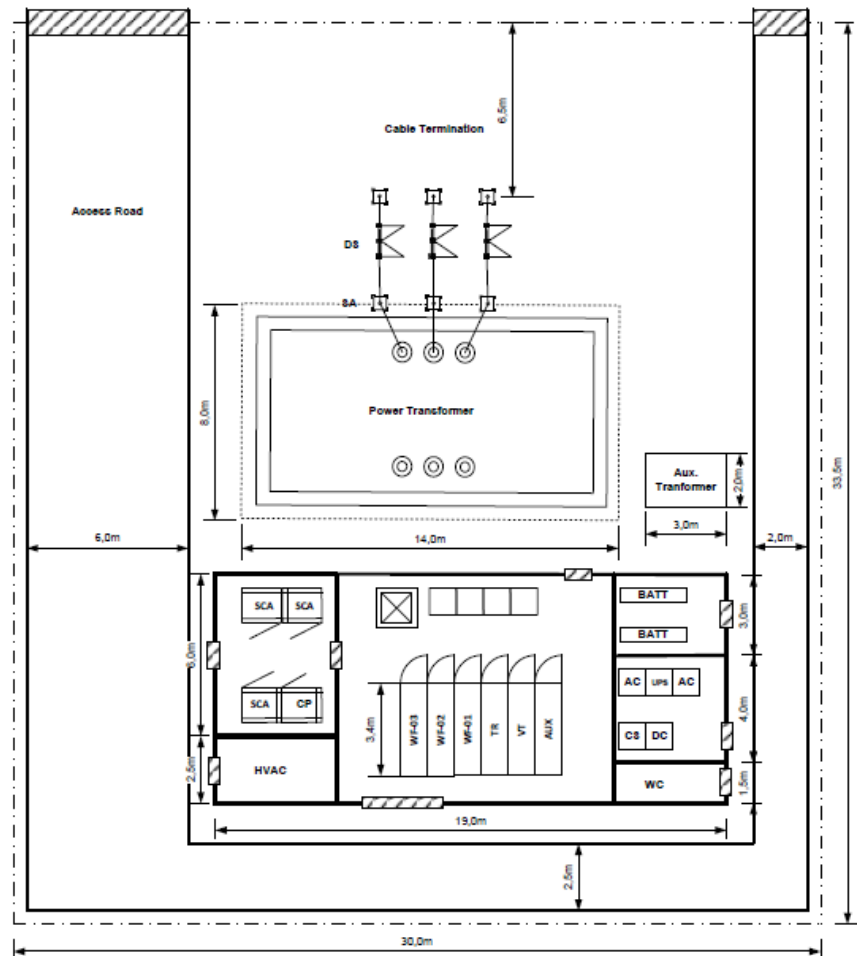 6,5m
Cable Termination
Access Road
DS
SA
8,0m
Power Transformer
33,5m
Aux.
Tranformer
2,0m
3,0m
6,0m
14,0m
2,0m
SCA
SCA
BATT
3,0m
BATT
6,0m
SCA
CP
3,4m
WF-03
WF-02
WF-01
TR
VT
AUX
AC
UPS
AC
4,0m
CS
DC
2,5m
HVAC
WC
1,5m
19,0m
2,5m
30,0m